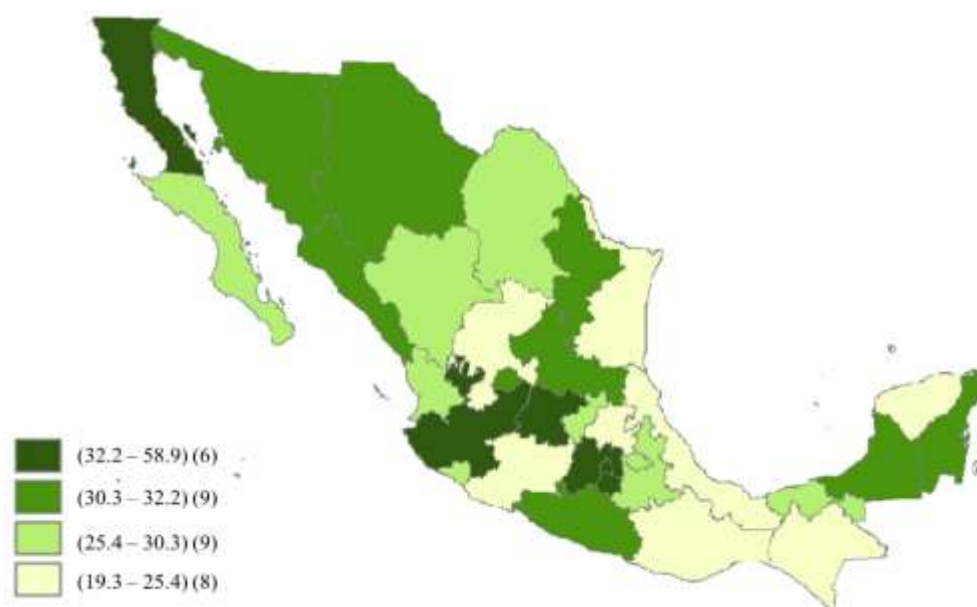 (32.2 – 58.9) (6)
(30.3 – 32.2) (9)
(25.4 – 30.3) (9)
(19.3 – 25.4) (8)